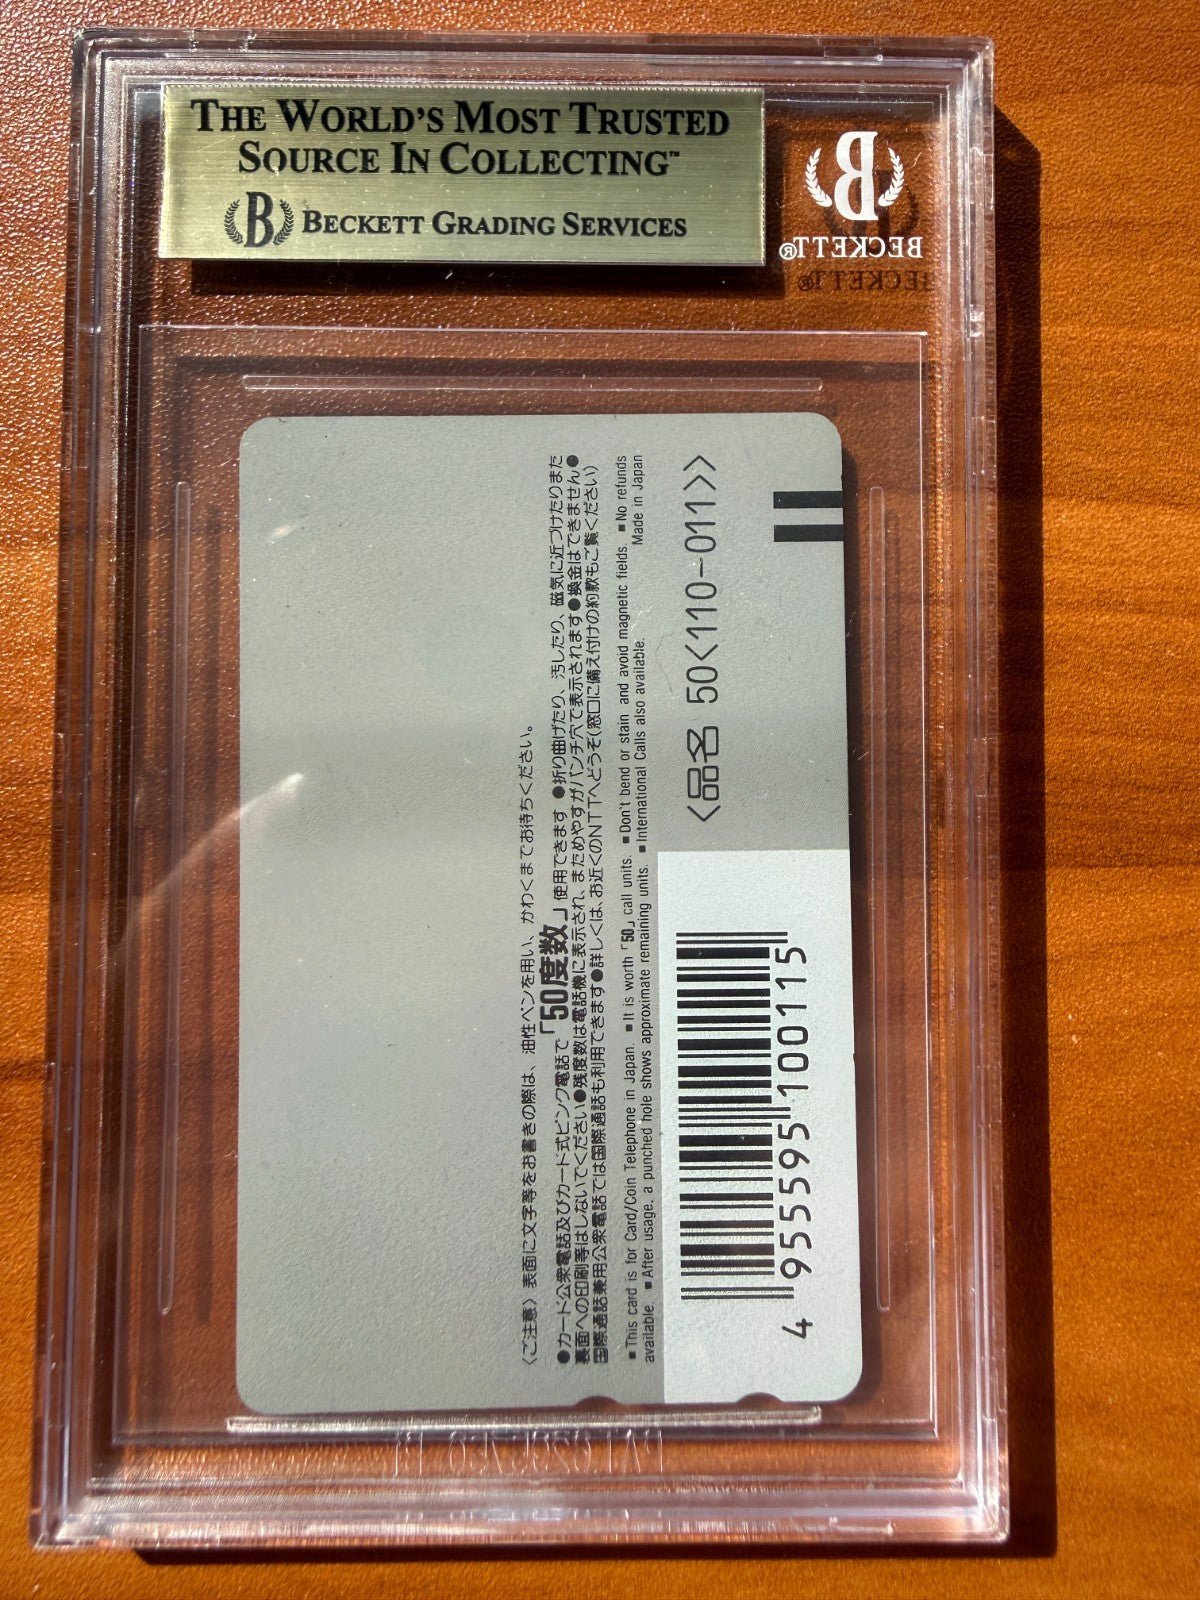 THE WORLD'S MOST TRUSTED
SOURCE IN COLLECTING™
B BECKETT GRADING SERVICES
B
BECKETT®
〈ご注意〉表面に文字等をお書きの際は、油性ペンを用い、かわくまでお待ちください。
●カード公衆電話及びカード式ピンク電話で「50度数」使用できます ●折り曲げたり、汚したり、磁気に近づけたりまた
裏面への印刷等はしないでください●残度数は電話機に表示され、まためやすがパンチ穴で表示されます●換金はできません●
国際通話兼用公衆電話では国際通話も利用できます●詳しくは、お近くのNTTへどうぞ(窓口に備え付けの約款もご覧ください)
■This card is for Card/Coin Telephone in Japan. ■It is worth「50」call units. ■Don't bend or stain and avoid magnetic fields. ■No refunds
available. ■After usage, a punched hole shows approximate remaining units. ■International Calls also available. Made in Japan
〈品名 50〈110-011〉〉
4 955595 100115